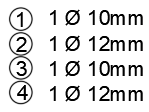 ① 1 Ø 10mm
② 1 Ø 12mm
③ 1 Ø 10mm
④ 1 Ø 12mm